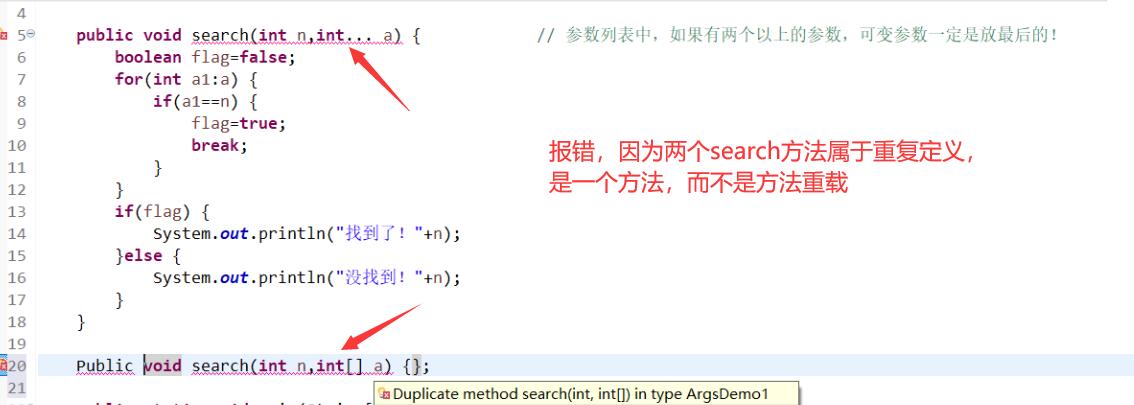 4
5 public void search(int n,int... a) { // 参数列表中，如果有两个以上的参数，可变参数一定是放最后的！
6 boolean flag=false;
7 for(int a1:a) {
8 if(a1==n) {
9 flag=true;
10 break;
11 }
12 }
13 if(flag) {
14 System.out.println("找到了！"+n);
15 }else {
16 System.out.println("没找到！"+n);
17 }
18 }
19
20 Public void search(int n,int[] a) {};
21
报错，因为两个search方法属于重复定义，
是一个方法，而不是方法重载
Duplicate method search(int, int[]) in type ArgsDemo1